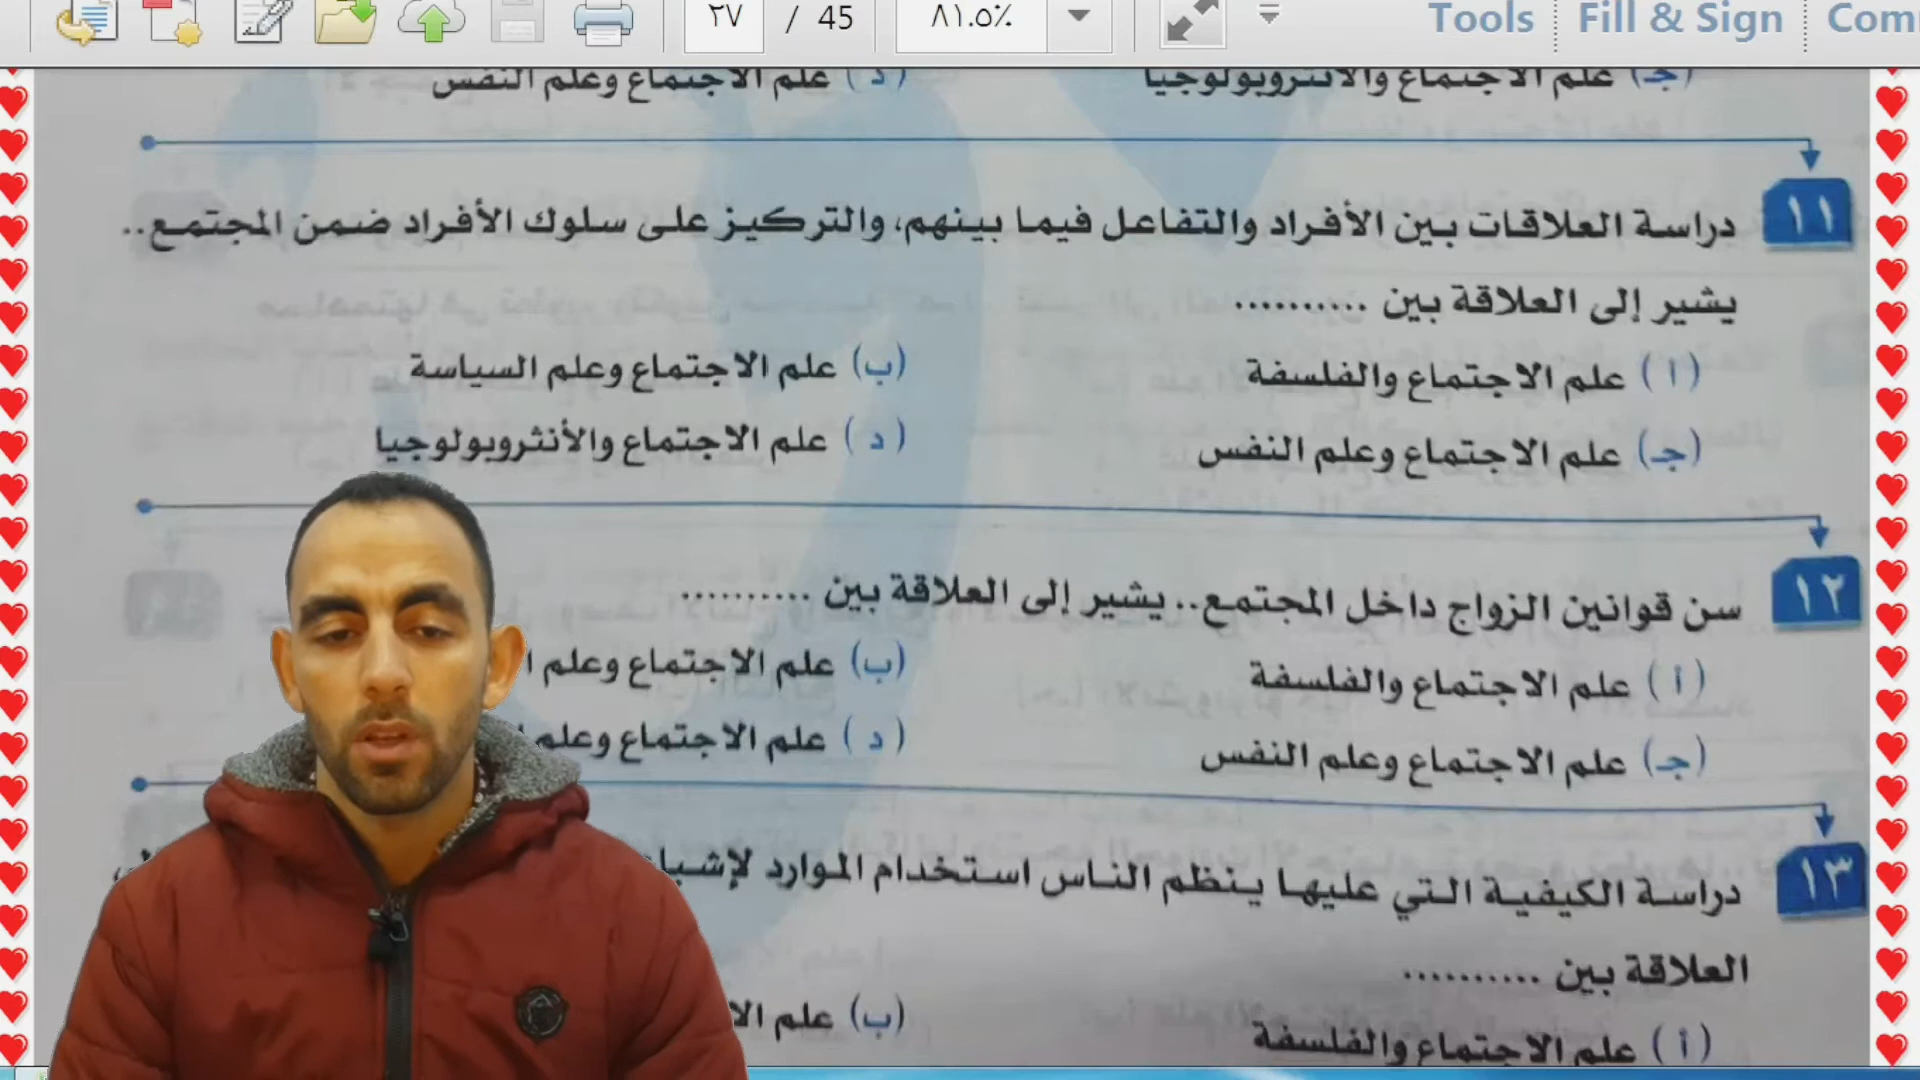 ٢٧ / 45 ٨١.٥٪ Tools Fill & Sign
(جـ) علم الاجتماع والأنثروبولوجيا (د) علم الاجتماع وعلم النفس
١١ دراسة العلاقات بين الأفراد والتفاعل فيما بينهم، والتركيز على سلوك الأفراد ضمن المجتمع..
يشير إلى العلاقة بين ..........
(أ) علم الاجتماع والفلسفة (ب) علم الاجتماع وعلم السياسة
(جـ) علم الاجتماع وعلم النفس (د) علم الاجتماع والأنثروبولوجيا
١٢ سن قوانين الزواج داخل المجتمع.. يشير إلى العلاقة بين ..........
(أ) علم الاجتماع والفلسفة (ب) علم الاجتماع وعلم
(جـ) علم الاجتماع وعلم النفس (د) علم الاجتماع وعلم
١٣ دراسة الكيفية التي عليها ينظم الناس استخدام الموارد
العلاقة بين ..........
(أ) علم الاجتماع والفلسفة (ب) علم